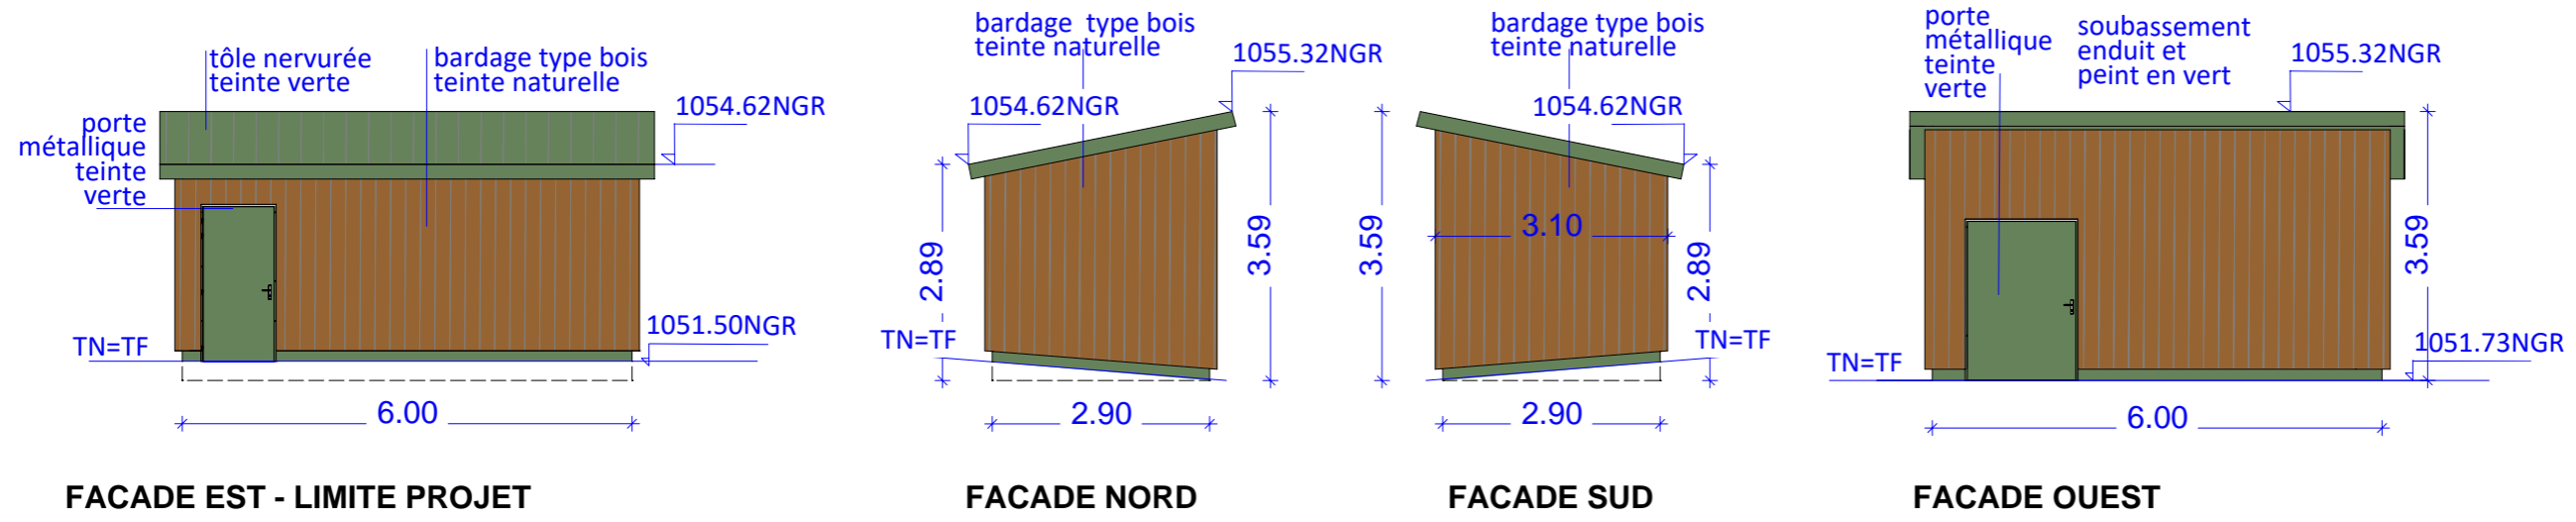 tôle nervurée
teinte verte
bardage type bois
teinte naturelle
1054.62NGR
porte
métallique
teinte
verte
1051.50NGR
TN=TF
6.00
FACADE EST - LIMITE PROJET
bardage type bois
teinte naturelle
1055.32NGR
1054.62NGR
2.89
3.59
TN=TF
2.90
FACADE NORD
bardage type bois
teinte naturelle
1054.62NGR
3.59
3.10
2.89
TN=TF
2.90
FACADE SUD
porte
métallique
teinte
verte
soubassement
enduit et
peint en vert
1055.32NGR
3.59
1051.73NGR
TN=TF
6.00
FACADE OUEST